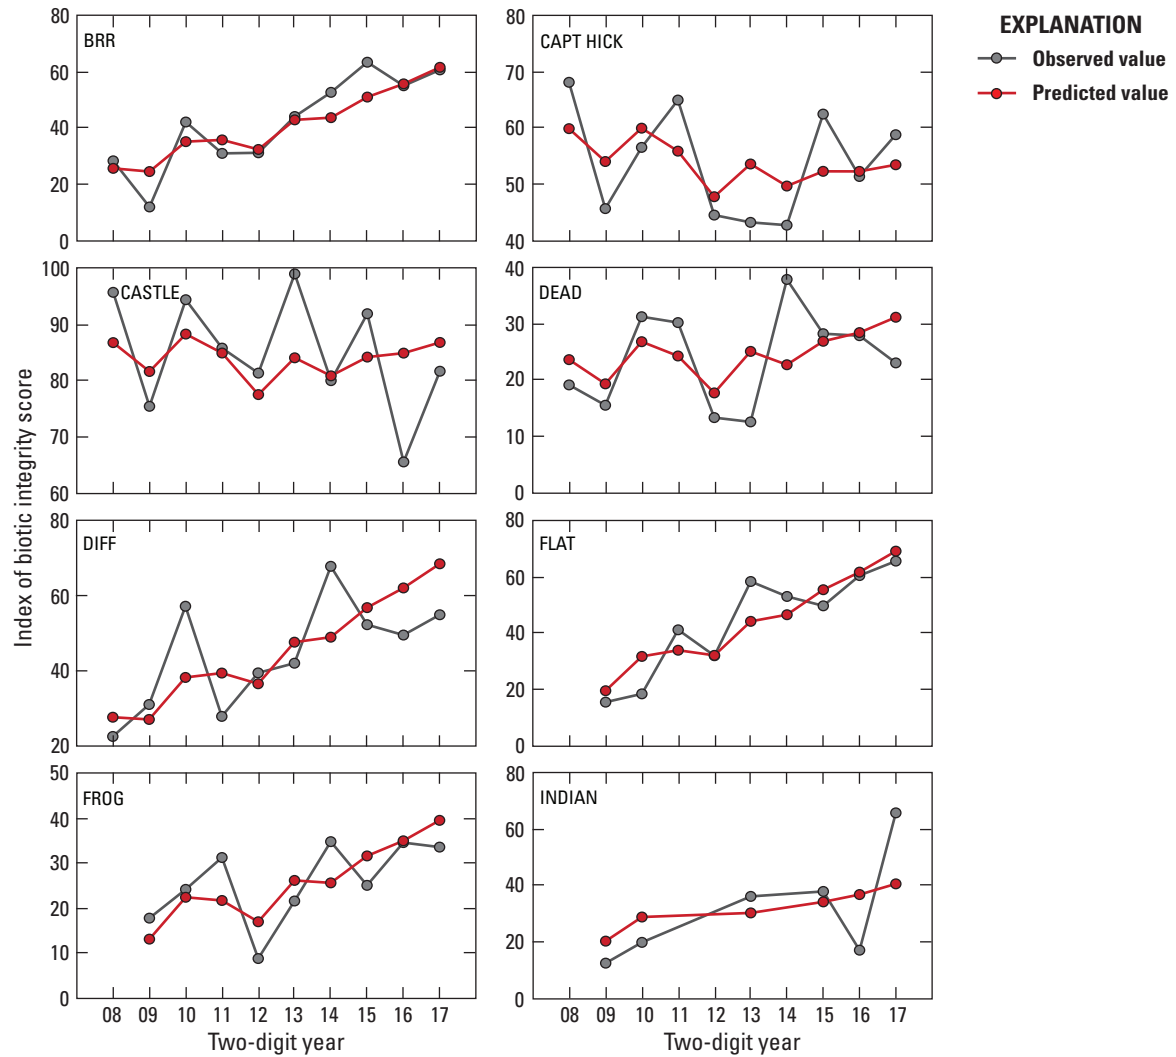 EXPLANATION
Observed value
Predicted value
Index of biotic integrity score
BRR
80
60
40
20
0
CAPT HICK
80
70
60
50
40
CASTLE
100
90
80
70
60
DEAD
40
30
20
10
0
DIFF
80
60
40
20
FLAT
80
60
40
20
0
FROG
50
40
30
20
10
0
08 09 10 11 12 13 14 15 16 17
Two-digit year
INDIAN
80
60
40
20
0
08 09 10 11 12 13 14 15 16 17
Two-digit year